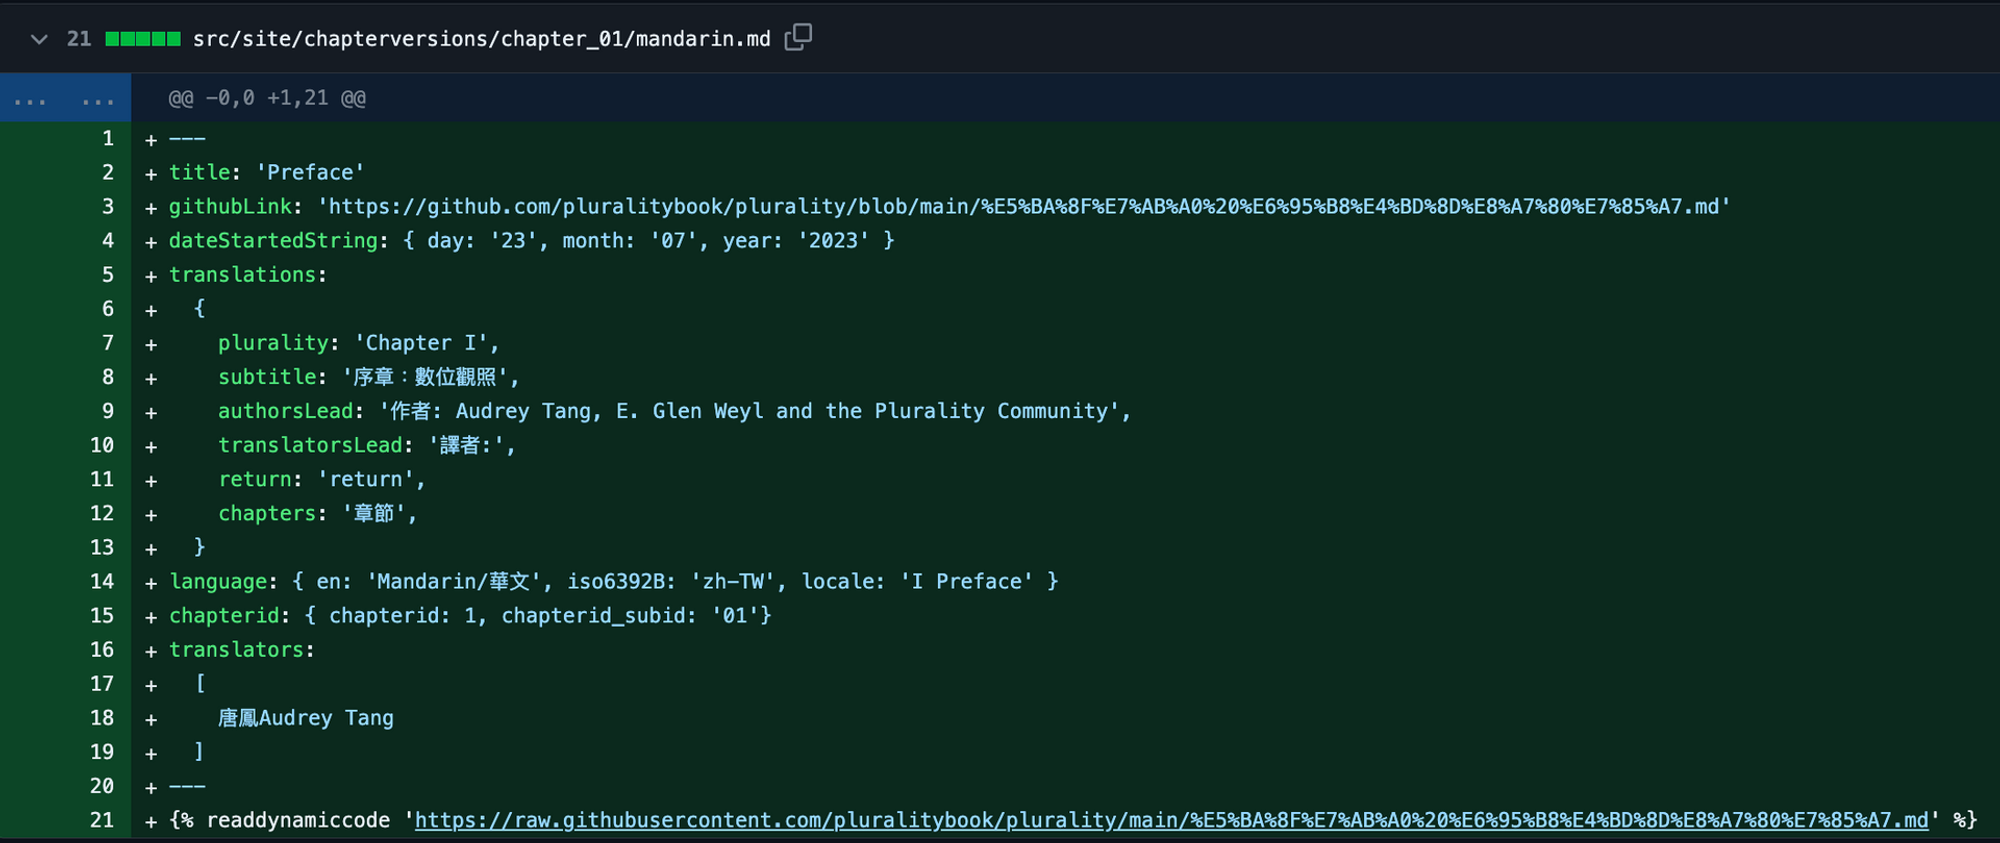 21 src/site/chapterversions/chapter_01/mandarin.md
... ... @@ -0,0 +1,21 @@
1 + ---
2 + title: 'Preface'
3 + githubLink: 'https://github.com/pluralitybook/plurality/blob/main/%E5%BA%8F%E7%AB%A0%20%E6%95%B8%E4%BD%8D%E8%A7%80%E7%85%A7.md'
4 + dateStartedString: { day: '23', month: '07', year: '2023' }
5 + translations:
6 + {
7 + plurality: 'Chapter I',
8 + subtitle: '序章：數位觀照',
9 + authorsLead: '作者: Audrey Tang, E. Glen Weyl and the Plurality Community',
10 + translatorsLead: '譯者:',
11 + return: 'return',
12 + chapters: '章節',
13 + }
14 + language: { en: 'Mandarin/華文', iso6392B: 'zh-TW', locale: 'I Preface' }
15 + chapterid: { chapterid: 1, chapterid_subid: '01'}
16 + translators:
17 + [
18 + 唐鳳Audrey Tang
19 + ]
20 + ---
21 + {% readdynamiccode 'https://raw.githubusercontent.com/pluralitybook/plurality/main/%E5%BA%8F%E7%AB%A0%20%E6%95%B8%E4%BD%8D%E8%A7%80%E7%85%A7.md' %}